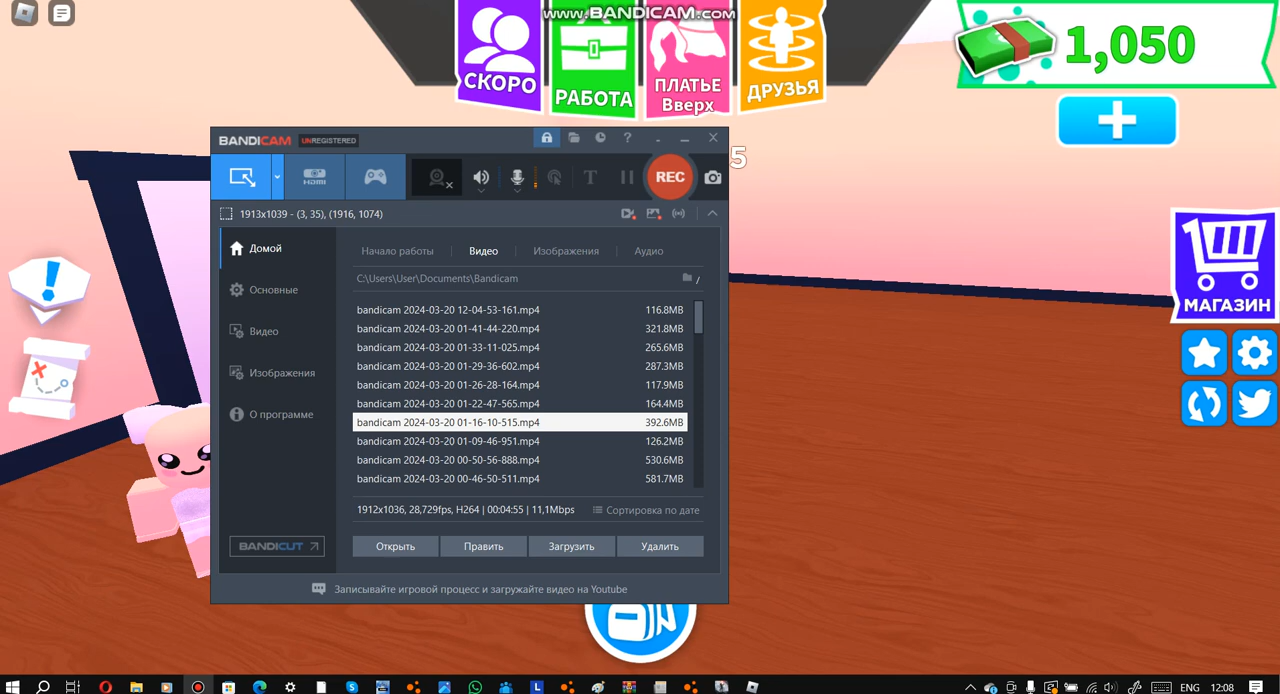 www.BANDICAM.com
СКОРО
РАБОТА
ПЛАТЬЕ
Вверх
ДРУЗЬЯ
1,050
+
BANDICAM UNREGISTERED
?
5
HDMI
T
REC
1913x1039 - (3, 35), (1916, 1074)
Домой
Основные
Видео
Изображения
О программе
BANDICUT
Начало работы
Видео
Изображения
Аудио
C:\Users\User\Documents\Bandicam
/
bandicam 2024-03-20 12-04-53-161.mp4 116.8MB
bandicam 2024-03-20 01-41-44-220.mp4 321.8MB
bandicam 2024-03-20 01-33-11-025.mp4 265.6MB
bandicam 2024-03-20 01-29-36-602.mp4 287.3MB
bandicam 2024-03-20 01-26-28-164.mp4 117.9MB
bandicam 2024-03-20 01-22-47-565.mp4 164.4MB
bandicam 2024-03-20 01-16-10-515.mp4 392.6MB
bandicam 2024-03-20 01-09-46-951.mp4 126.2MB
bandicam 2024-03-20 00-50-56-888.mp4 530.6MB
bandicam 2024-03-20 00-46-50-511.mp4 581.7MB
1912x1036, 28,729fps, H264 | 00:04:55 | 11,1Mbps
Сортировка по дате
Открыть
Править
Загрузить
Удалить
Записывайте игровой процесс и загружайте видео на Youtube
МАГАЗИН
ENG 12:08